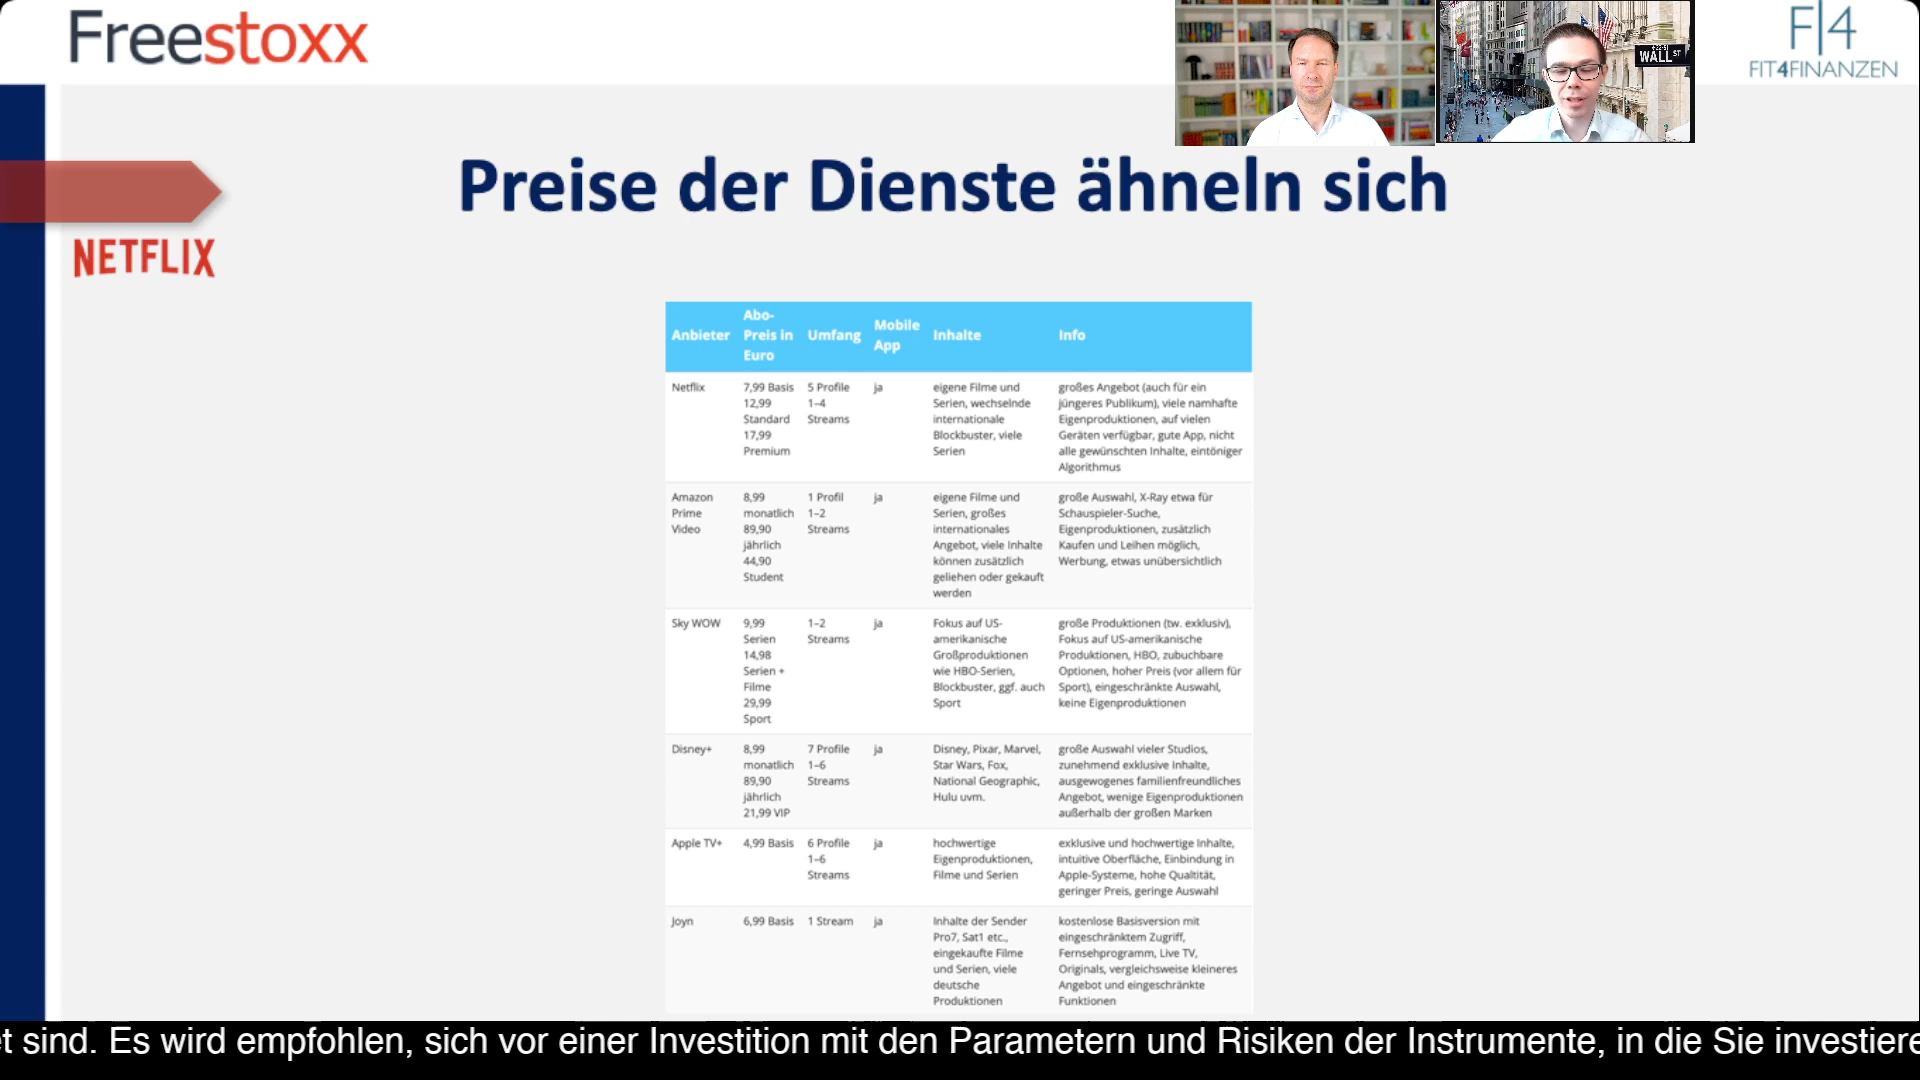 Freestoxx
WALL ST
F|4
FIT4FINANZEN
Preise der Dienste ähneln sich
NETFLIX
Anbieter
Abo-
Preis in
Euro
Umfang
Mobile
App
Inhalte
Info
Netflix
7,99 Basis
12,99
Standard
17,99
Premium
5 Profile
1–4
Streams
ja
eigene Filme und
Serien, wechselnde
internationale
Blockbuster, viele
Serien
großes Angebot (auch für ein
jüngeres Publikum), viele namhafte
Eigenproduktionen, auf vielen
Geräten verfügbar, gute App, nicht
alle gewünschten Inhalte, eintöniger
Algorithmus
Amazon
Prime
Video
8,99
monatlich
89,90
jährlich
44,90
Student
1 Profil
1–2
Streams
ja
eigene Filme und
Serien, großes
internationales
Angebot, viele Inhalte
können zusätzlich
geliehen oder gekauft
werden
große Auswahl, X-Ray etwa für
Schauspieler-Suche,
Eigenproduktionen, zusätzlich
Kaufen und Leihen möglich,
Werbung, etwas unübersichtlich
Sky WOW
9,99
Serien
14,98
Serien +
Filme
29,99
Sport
1–2
Streams
ja
Fokus auf US-
amerikanische
Großproduktionen
wie HBO-Serien,
Blockbuster, ggf. auch
Sport
große Produktionen (tw. exklusiv),
Fokus auf US-amerikanische
Produktionen, HBO, zubuchbare
Optionen, hoher Preis (vor allem für
Sport), eingeschränkte Auswahl,
keine Eigenproduktionen
Disney+
8,99
monatlich
89,90
jährlich
21,99 VIP
7 Profile
1–6
Streams
ja
Disney, Pixar, Marvel,
Star Wars, Fox,
National Geographic,
Hulu uvm.
große Auswahl vieler Studios,
zunehmend exklusive Inhalte,
ausgewogenes familienfreundliches
Angebot, wenige Eigenproduktionen
außerhalb der großen Marken
Apple TV+
4,99 Basis
6 Profile
1–6
Streams
ja
hochwertige
Eigenproduktionen,
Filme und Serien
exklusive und hochwertige Inhalte,
intuitive Oberfläche, Einbindung in
Apple-Systeme, hohe Qualtität,
geringer Preis, geringe Auswahl
Joyn
6,99 Basis
1 Stream
ja
Inhalte der Sender
Pro7, Sat1 etc.,
eingekaufte Filme
und Serien, viele
deutsche
Produktionen
kostenlose Basisversion mit
eingeschränktem Zugriff,
Fernsehprogramm, Live TV,
Originals, vergleichsweise kleineres
Angebot und eingeschränkte
Funktionen
t sind. Es wird empfohlen, sich vor einer Investition mit den Parametern und Risiken der Instrumente, in die Sie investiere